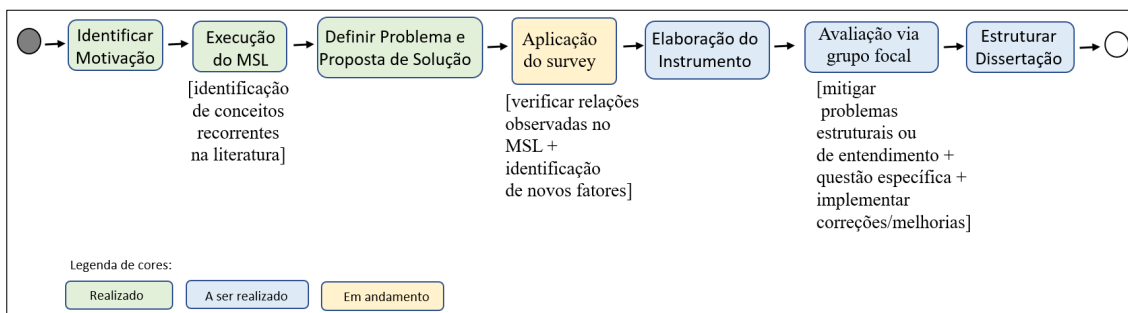 Identificar
Motivação
Execução
do MSL
[identificação
de conceitos
recorrentes
na literatura]
Definir Problema e
Proposta de Solução
Aplicação
do survey
[verificar relações
observadas no
MSL +
identificação
de novos fatores]
Elaboração do
Instrumento
Avaliação via
grupo focal
[mitigar
problemas
estruturais ou
de entendimento +
questão específica +
implementar
correções/melhorias]
Estruturar
Dissertação
Legenda de cores:
Realizado
A ser realizado
Em andamento